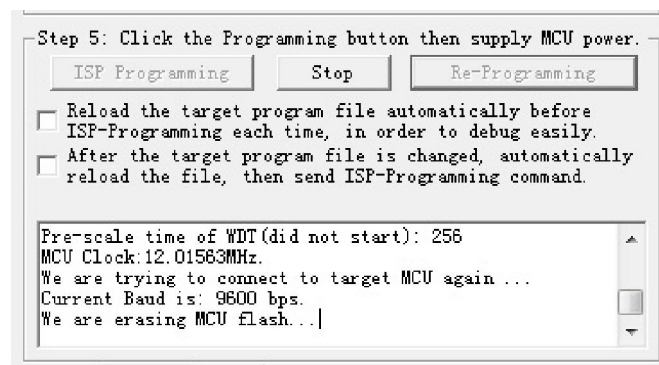 Step 5: Click the Programming button then supply MCU power.
ISP Programming Stop Re-Programming
Reload the target program file automatically before
ISP-Programming each time, in order to debug easily.
After the target program file is changed, automatically
reload the file, then send ISP-Programming command.
Pre-scale time of WDT(did not start): 256
MCU Clock:12.01563MHz.
We are trying to connect to target MCU again ...
Current Baud is: 9600 bps.
We are erasing MCU flash...